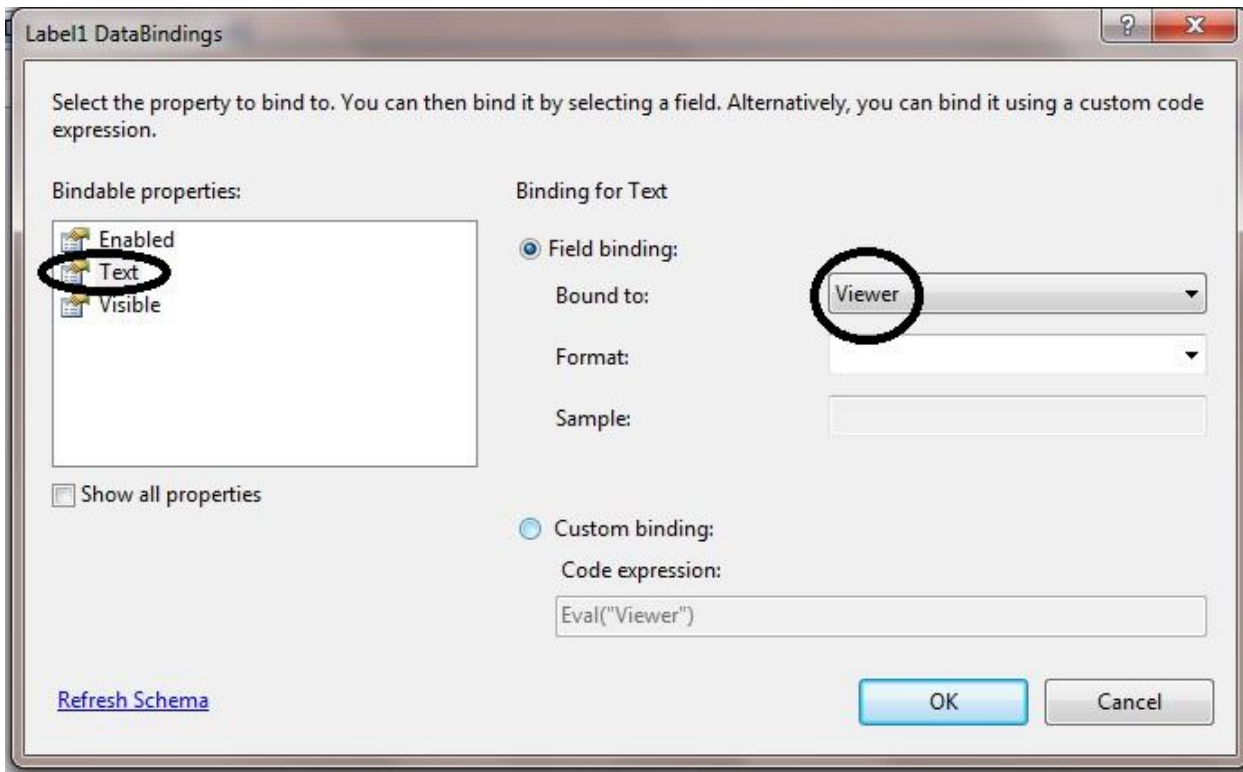 Label1 DataBindings
Select the property to bind to. You can then bind it by selecting a field. Alternatively, you can bind it using a custom code
expression.
Bindable properties:
Enabled
Text
Visible
Show all properties
Binding for Text
Field binding:
Bound to:
Viewer
Format:
Sample:
Custom binding:
Code expression:
Eval("Viewer")
Refresh Schema
OK
Cancel